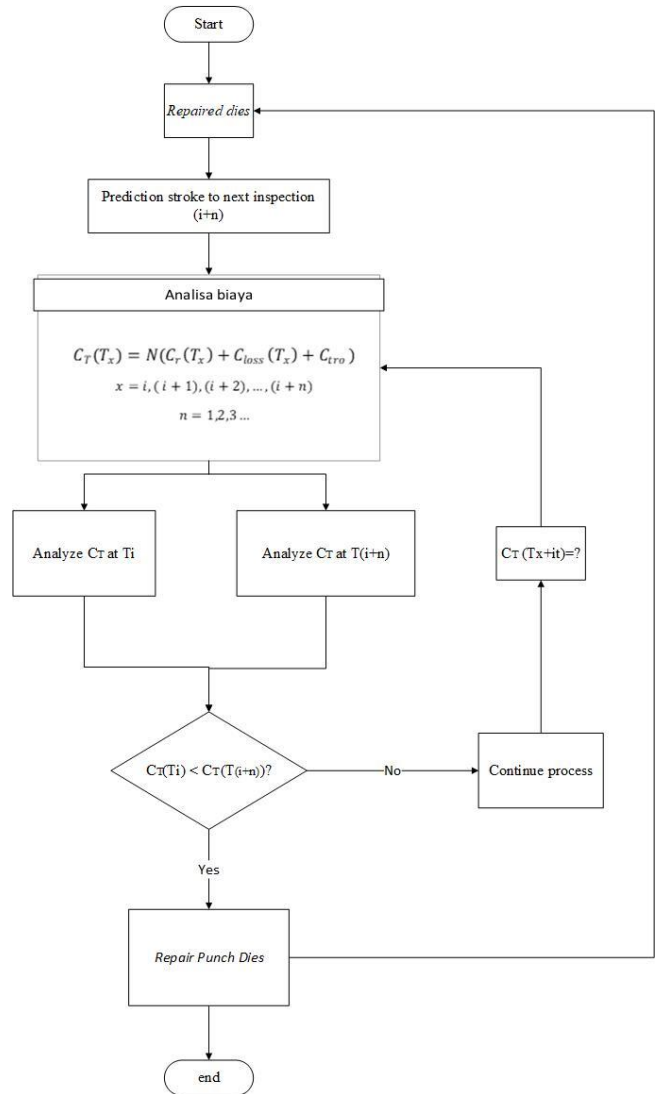 Start
Repaired dies
Prediction stroke to next inspection
(i+n)
Analisa biaya
C_T(T_x) = N(C_r(T_x) + C_loss(T_x) + C_tro)
x = i, (i + 1), (i + 2), ..., (i + n)
n = 1,2,3 ...
Analyze CT at Ti
Analyze CT at T(i+n)
CT (Tx+it)=?
CT(Ti) < CT(T(i+n))?
No
Continue process
Yes
Repair Punch Dies
end